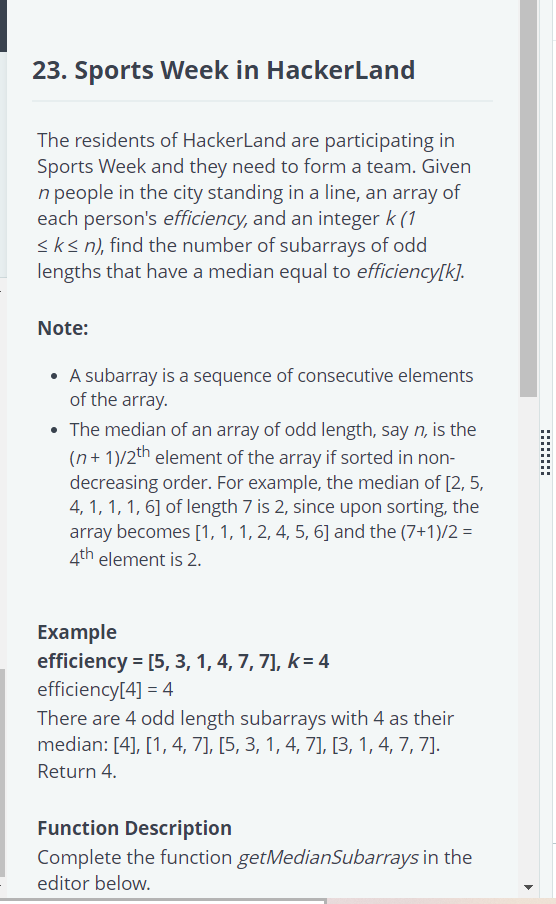 23. Sports Week in HackerLand
The residents of HackerLand are participating in
Sports Week and they need to form a team. Given
n people in the city standing in a line, an array of
each person's efficiency, and an integer k (1
≤ k ≤ n), find the number of subarrays of odd
lengths that have a median equal to efficiency[k].
Note:
• A subarray is a sequence of consecutive elements
of the array.
• The median of an array of odd length, say n, is the
(n + 1)/2th element of the array if sorted in non-
decreasing order. For example, the median of [2, 5,
4, 1, 1, 1, 6] of length 7 is 2, since upon sorting, the
array becomes [1, 1, 1, 2, 4, 5, 6] and the (7+1)/2 =
4th element is 2.
Example
efficiency = [5, 3, 1, 4, 7, 7], k = 4
efficiency[4] = 4
There are 4 odd length subarrays with 4 as their
median: [4], [1, 4, 7], [5, 3, 1, 4, 7], [3, 1, 4, 7, 7].
Return 4.
Function Description
Complete the function getMedianSubarrays in the
editor below.